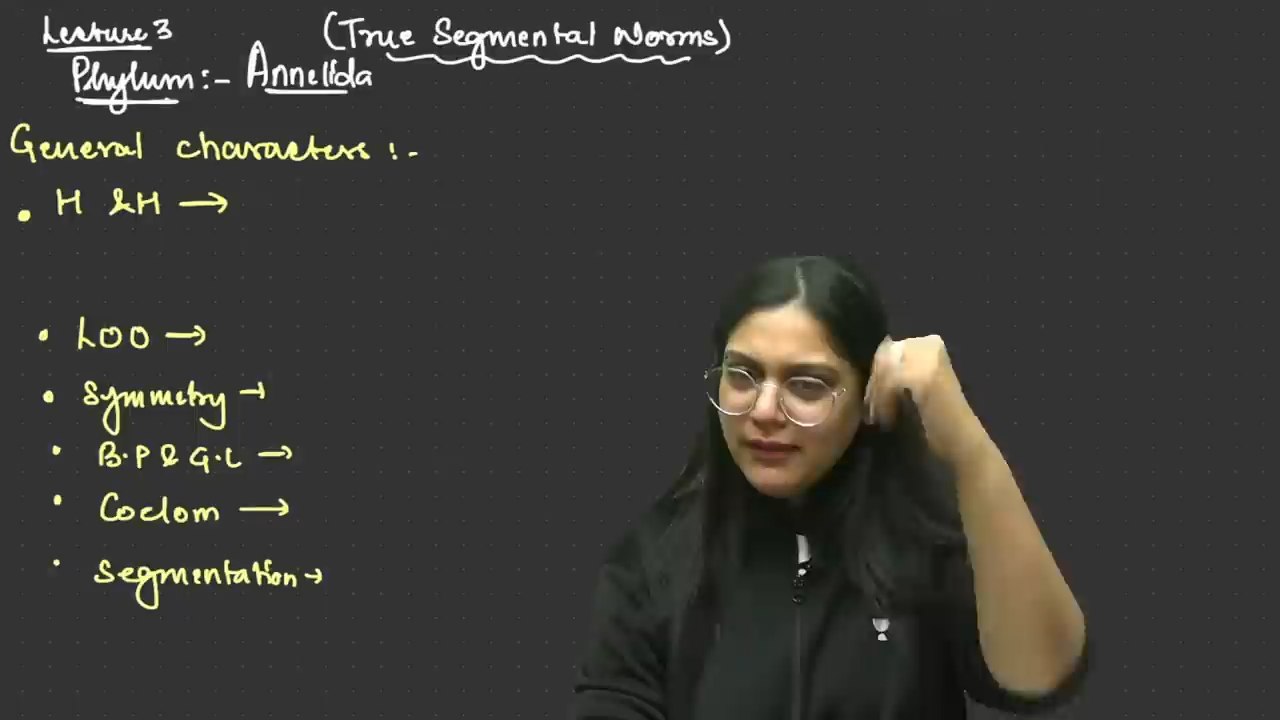 Lecture 3
(True Segmental Worms)
Phylum:- Annelida
General characters :-
• H & H →
• LOO →
• Symmetry →
• B.P & G.L →
• Coelom →
• Segmentation →